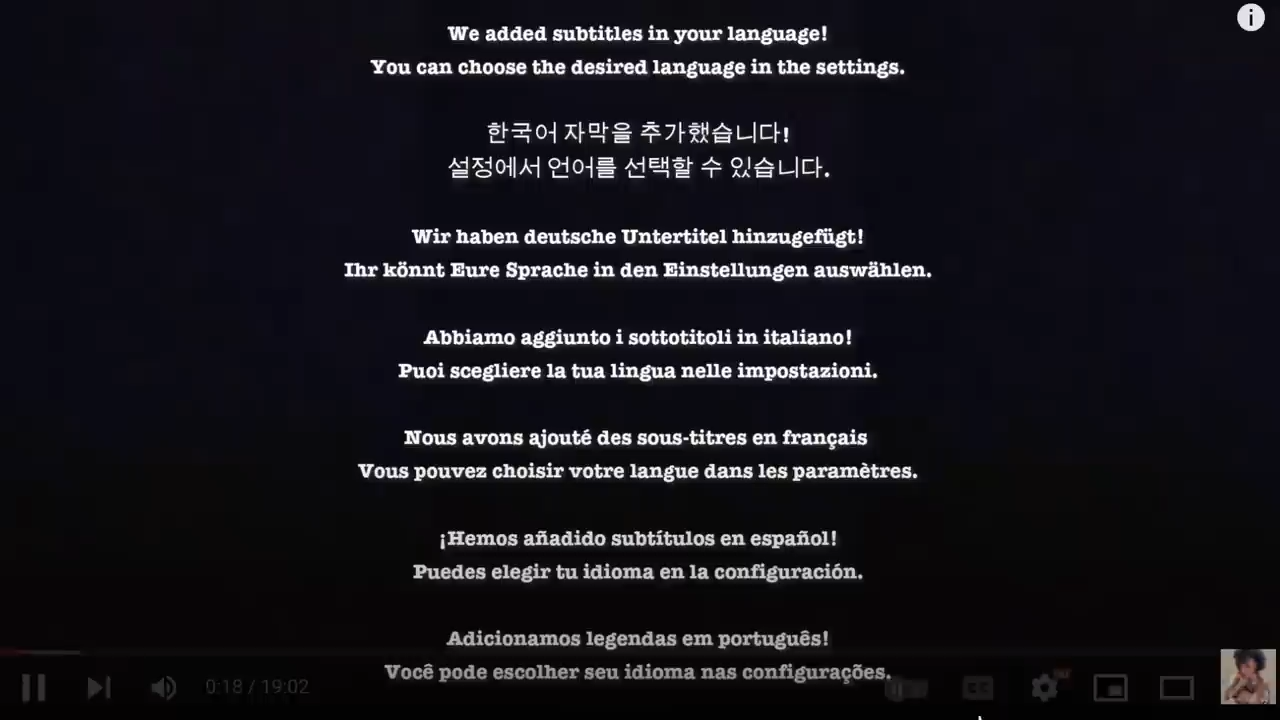 We added subtitles in your language!
You can choose the desired language in the settings.
한국어 자막을 추가했습니다!
설정에서 언어를 선택할 수 있습니다.
Wir haben deutsche Untertitel hinzugefügt!
Ihr könnt Eure Sprache in den Einstellungen auswählen.
Abbiamo aggiunto i sottotitoli in italiano!
Puoi scegliere la tua lingua nelle impostazioni.
Nous avons ajouté des sous-titres en français
Vous pouvez choisir votre langue dans les paramètres.
¡Hemos añadido subtítulos en español!
Puedes elegir tu idioma en la configuración.
Adicionamos legendas em português!
Você pode escolher seu idioma nas configurações.
0:18 / 19:02
CC